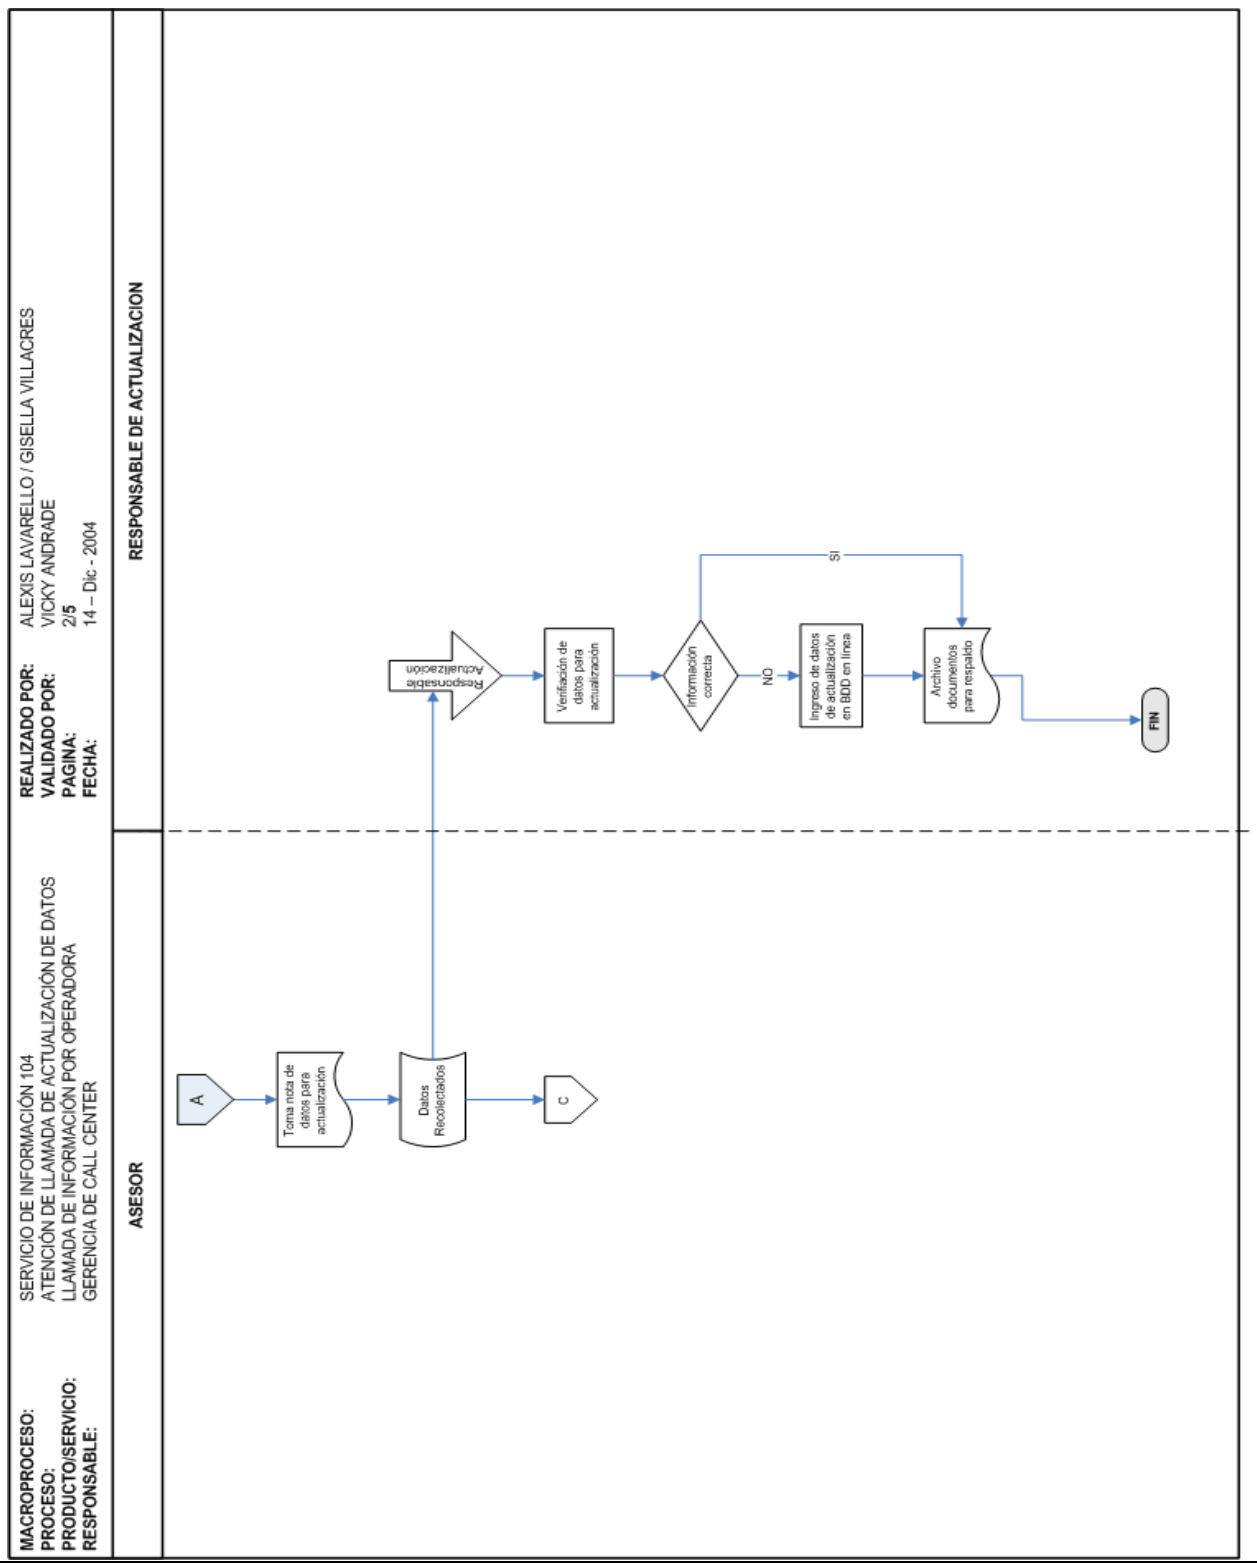 MACROPROCESO: SERVICIO DE INFORMACIÓN 104
PROCESO: ATENCIÓN DE LLAMADA DE ACTUALIZACIÓN DE DATOS
PRODUCTO/SERVICIO: LLAMADA DE INFORMACIÓN POR OPERADORA
RESPONSABLE: GERENCIA DE CALL CENTER
REALIZADO POR: ALEXIS LAVARELLO / GISELLA VILLACRES
VALIDADO POR: VICKY ANDRADE
PAGINA: 2/5
FECHA: 14 – Dic - 2004
ASESOR
RESPONSABLE DE ACTUALIZACION
A
Toma nota de
datos para
actualización
Datos
Recolectados
C
Responsable
Actualización
Verifiación de
datos para
actualización
Información
correcta
NO
SI
Ingreso de datos
de actualización
en BDD en línea
Archivo
documentos
para respaldo
FIN